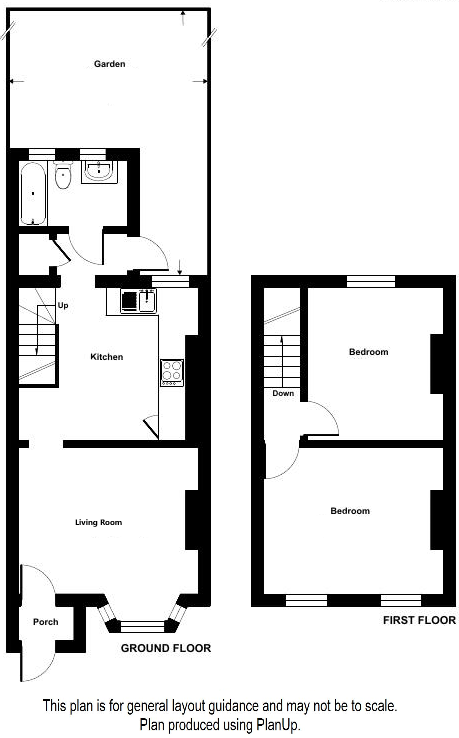 Garden
Up
Kitchen
Living Room
Porch
GROUND FLOOR
Bedroom
Down
Bedroom
FIRST FLOOR
This plan is for general layout guidance and may not be to scale.
Plan produced using PlanUp.